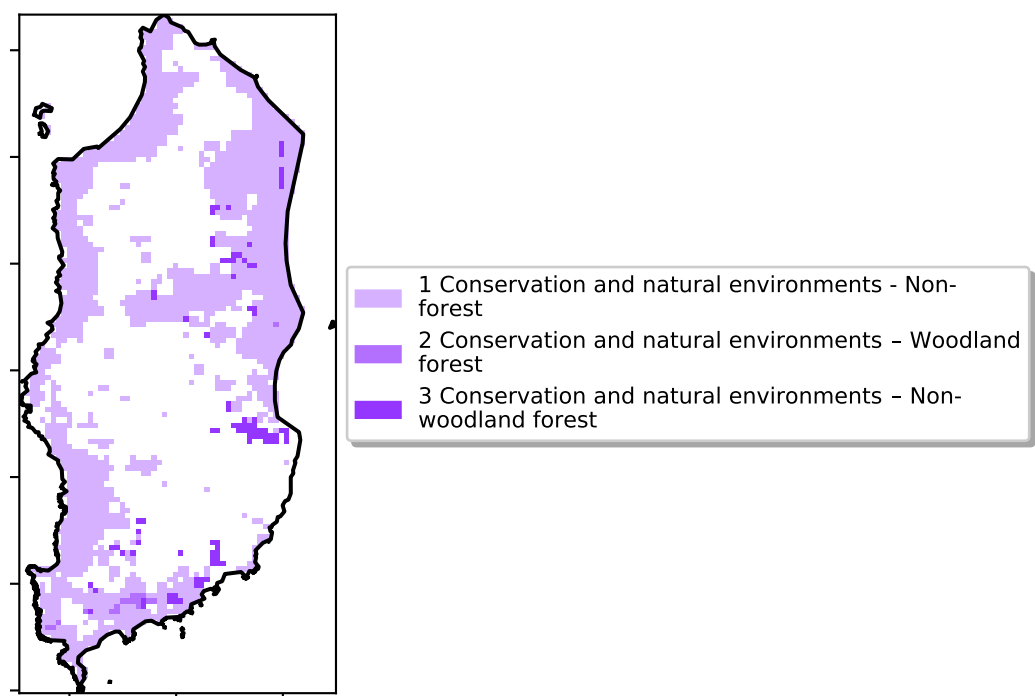 1 Conservation and natural environments - Non-
forest
2 Conservation and natural environments – Woodland
forest
3 Conservation and natural environments – Non-
woodland forest